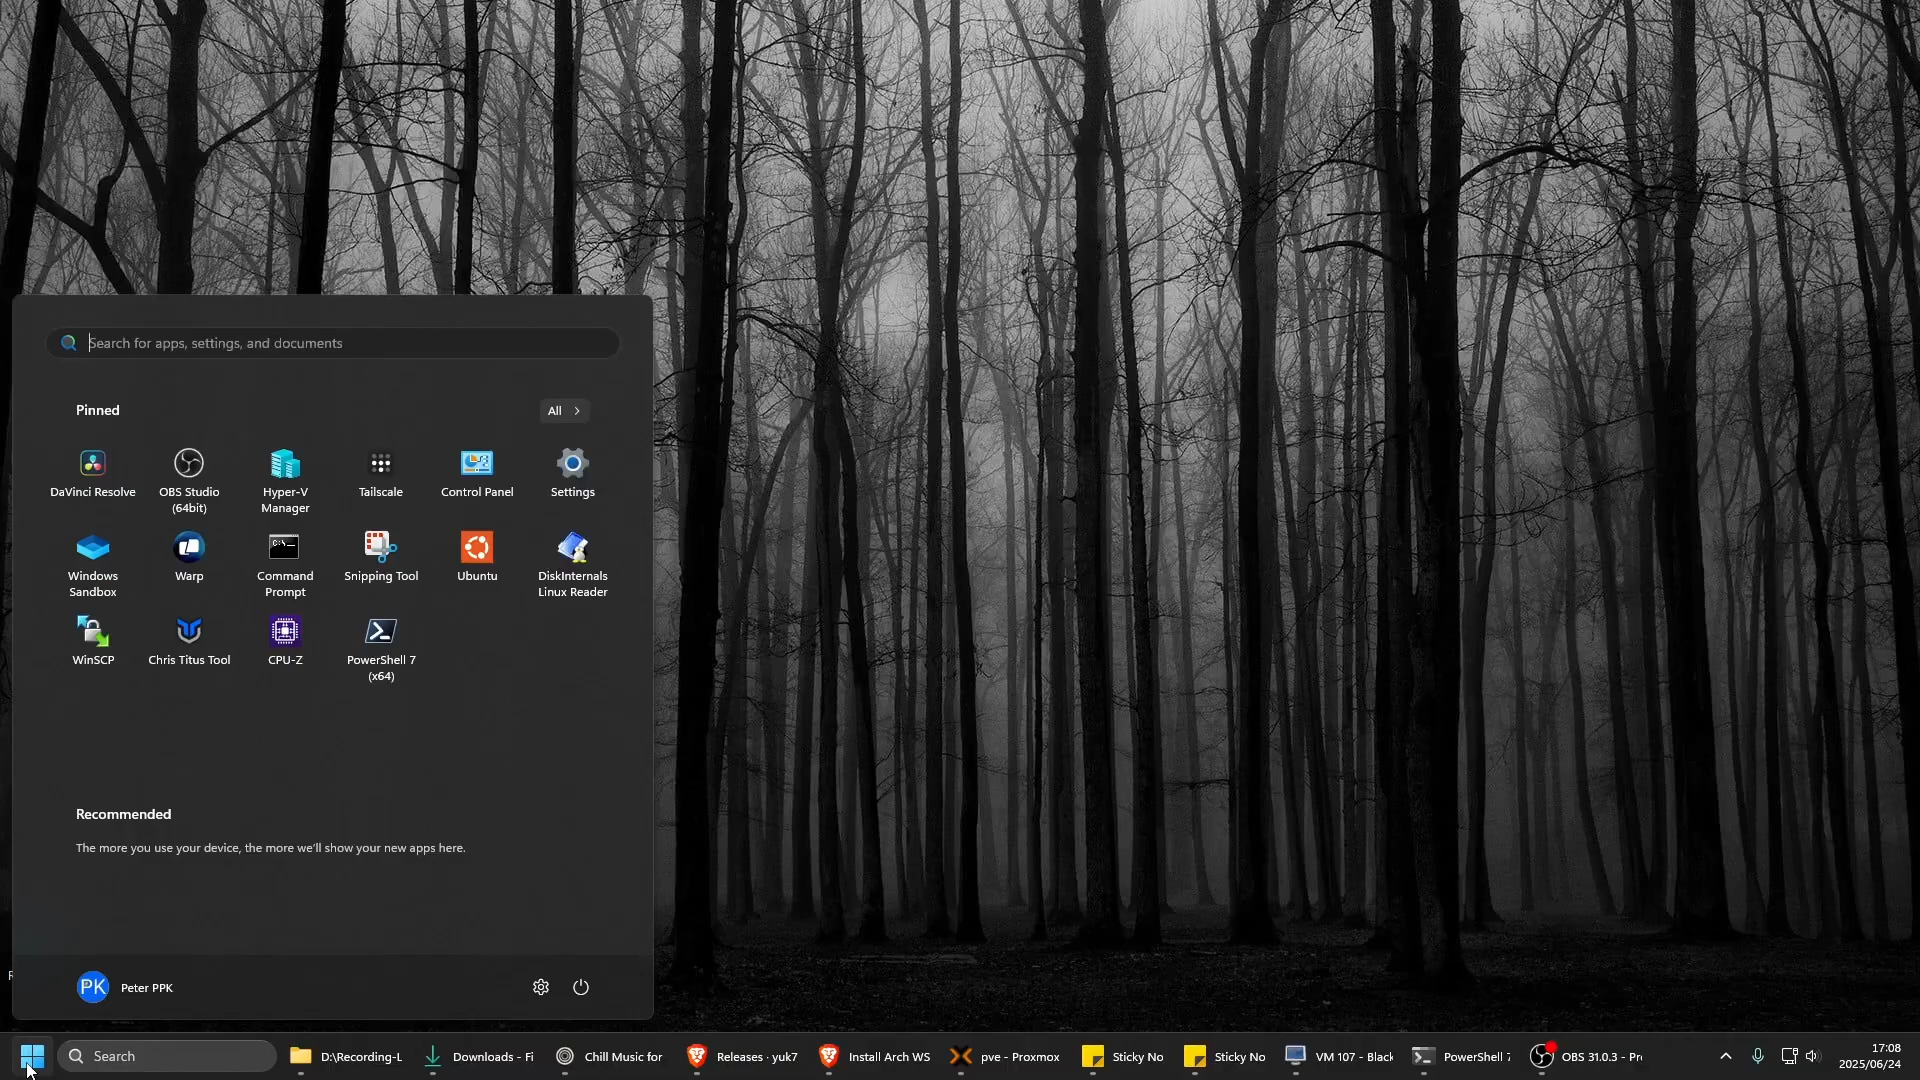 Search for apps, settings, and documents
Pinned
All
DaVinci Resolve
OBS Studio
(64bit)
Hyper-V
Manager
Tailscale
Control Panel
Settings
Windows
Sandbox
Warp
Command
Prompt
Snipping Tool
Ubuntu
DiskInternals
Linux Reader
WinSCP
Chris Titus Tool
CPU-Z
PowerShell 7
(x64)
Recommended
The more you use your device, the more we'll show your new apps here.
PK
Peter PPK
Search
D:\Recording-L
Downloads - Fi
Chill Music for
Releases · yuk7
Install Arch WS
pve - Proxmox
Sticky No
Sticky No
VM 107 - Black
PowerShell 7
OBS 31.0.3 - Pr
17:08
2025/06/24